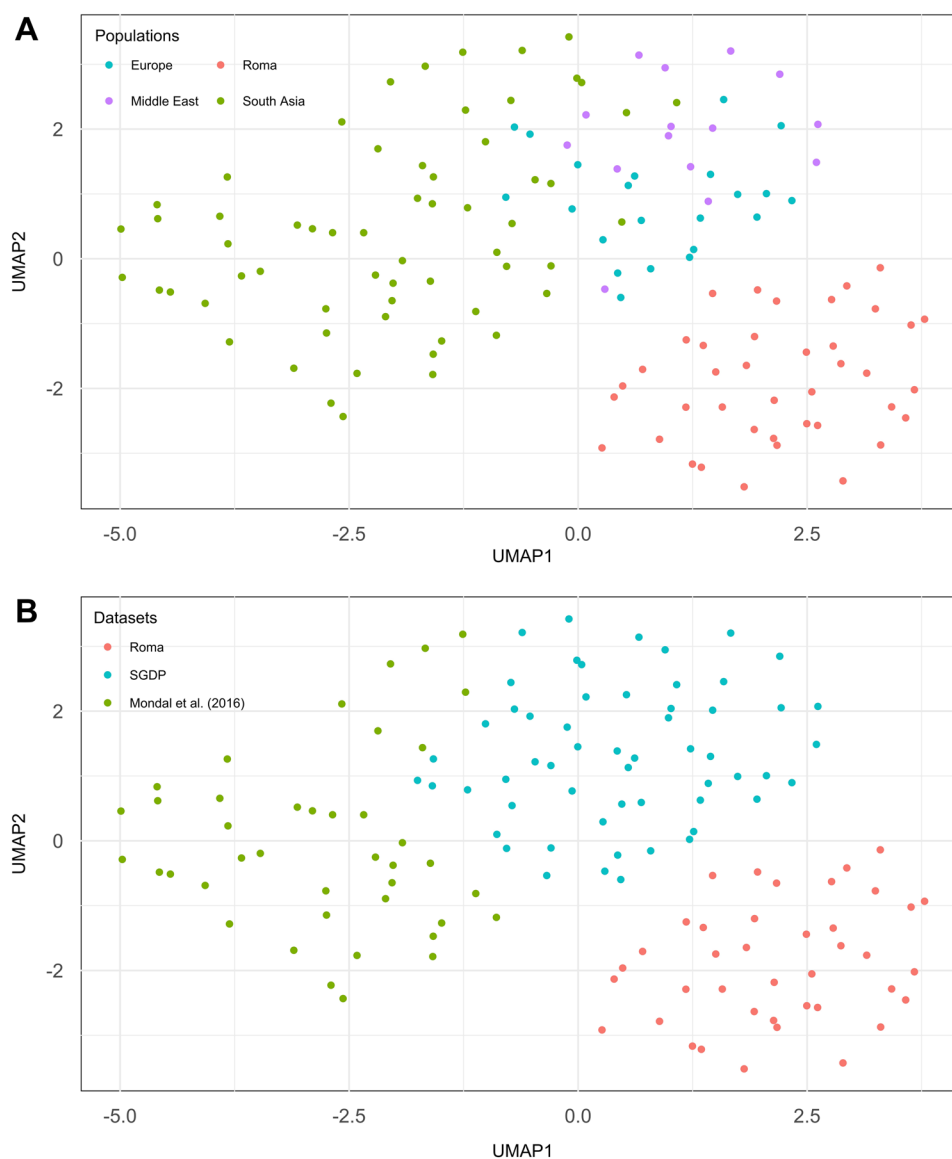 A
Populations
Europe Roma
Middle East South Asia
2
0
-2
UMAP2
-5.0 -2.5 0.0 2.5
UMAP1
B
Datasets
Roma
SGDP
Mondal et al. (2016)
2
0
-2
UMAP2
-5.0 -2.5 0.0 2.5
UMAP1